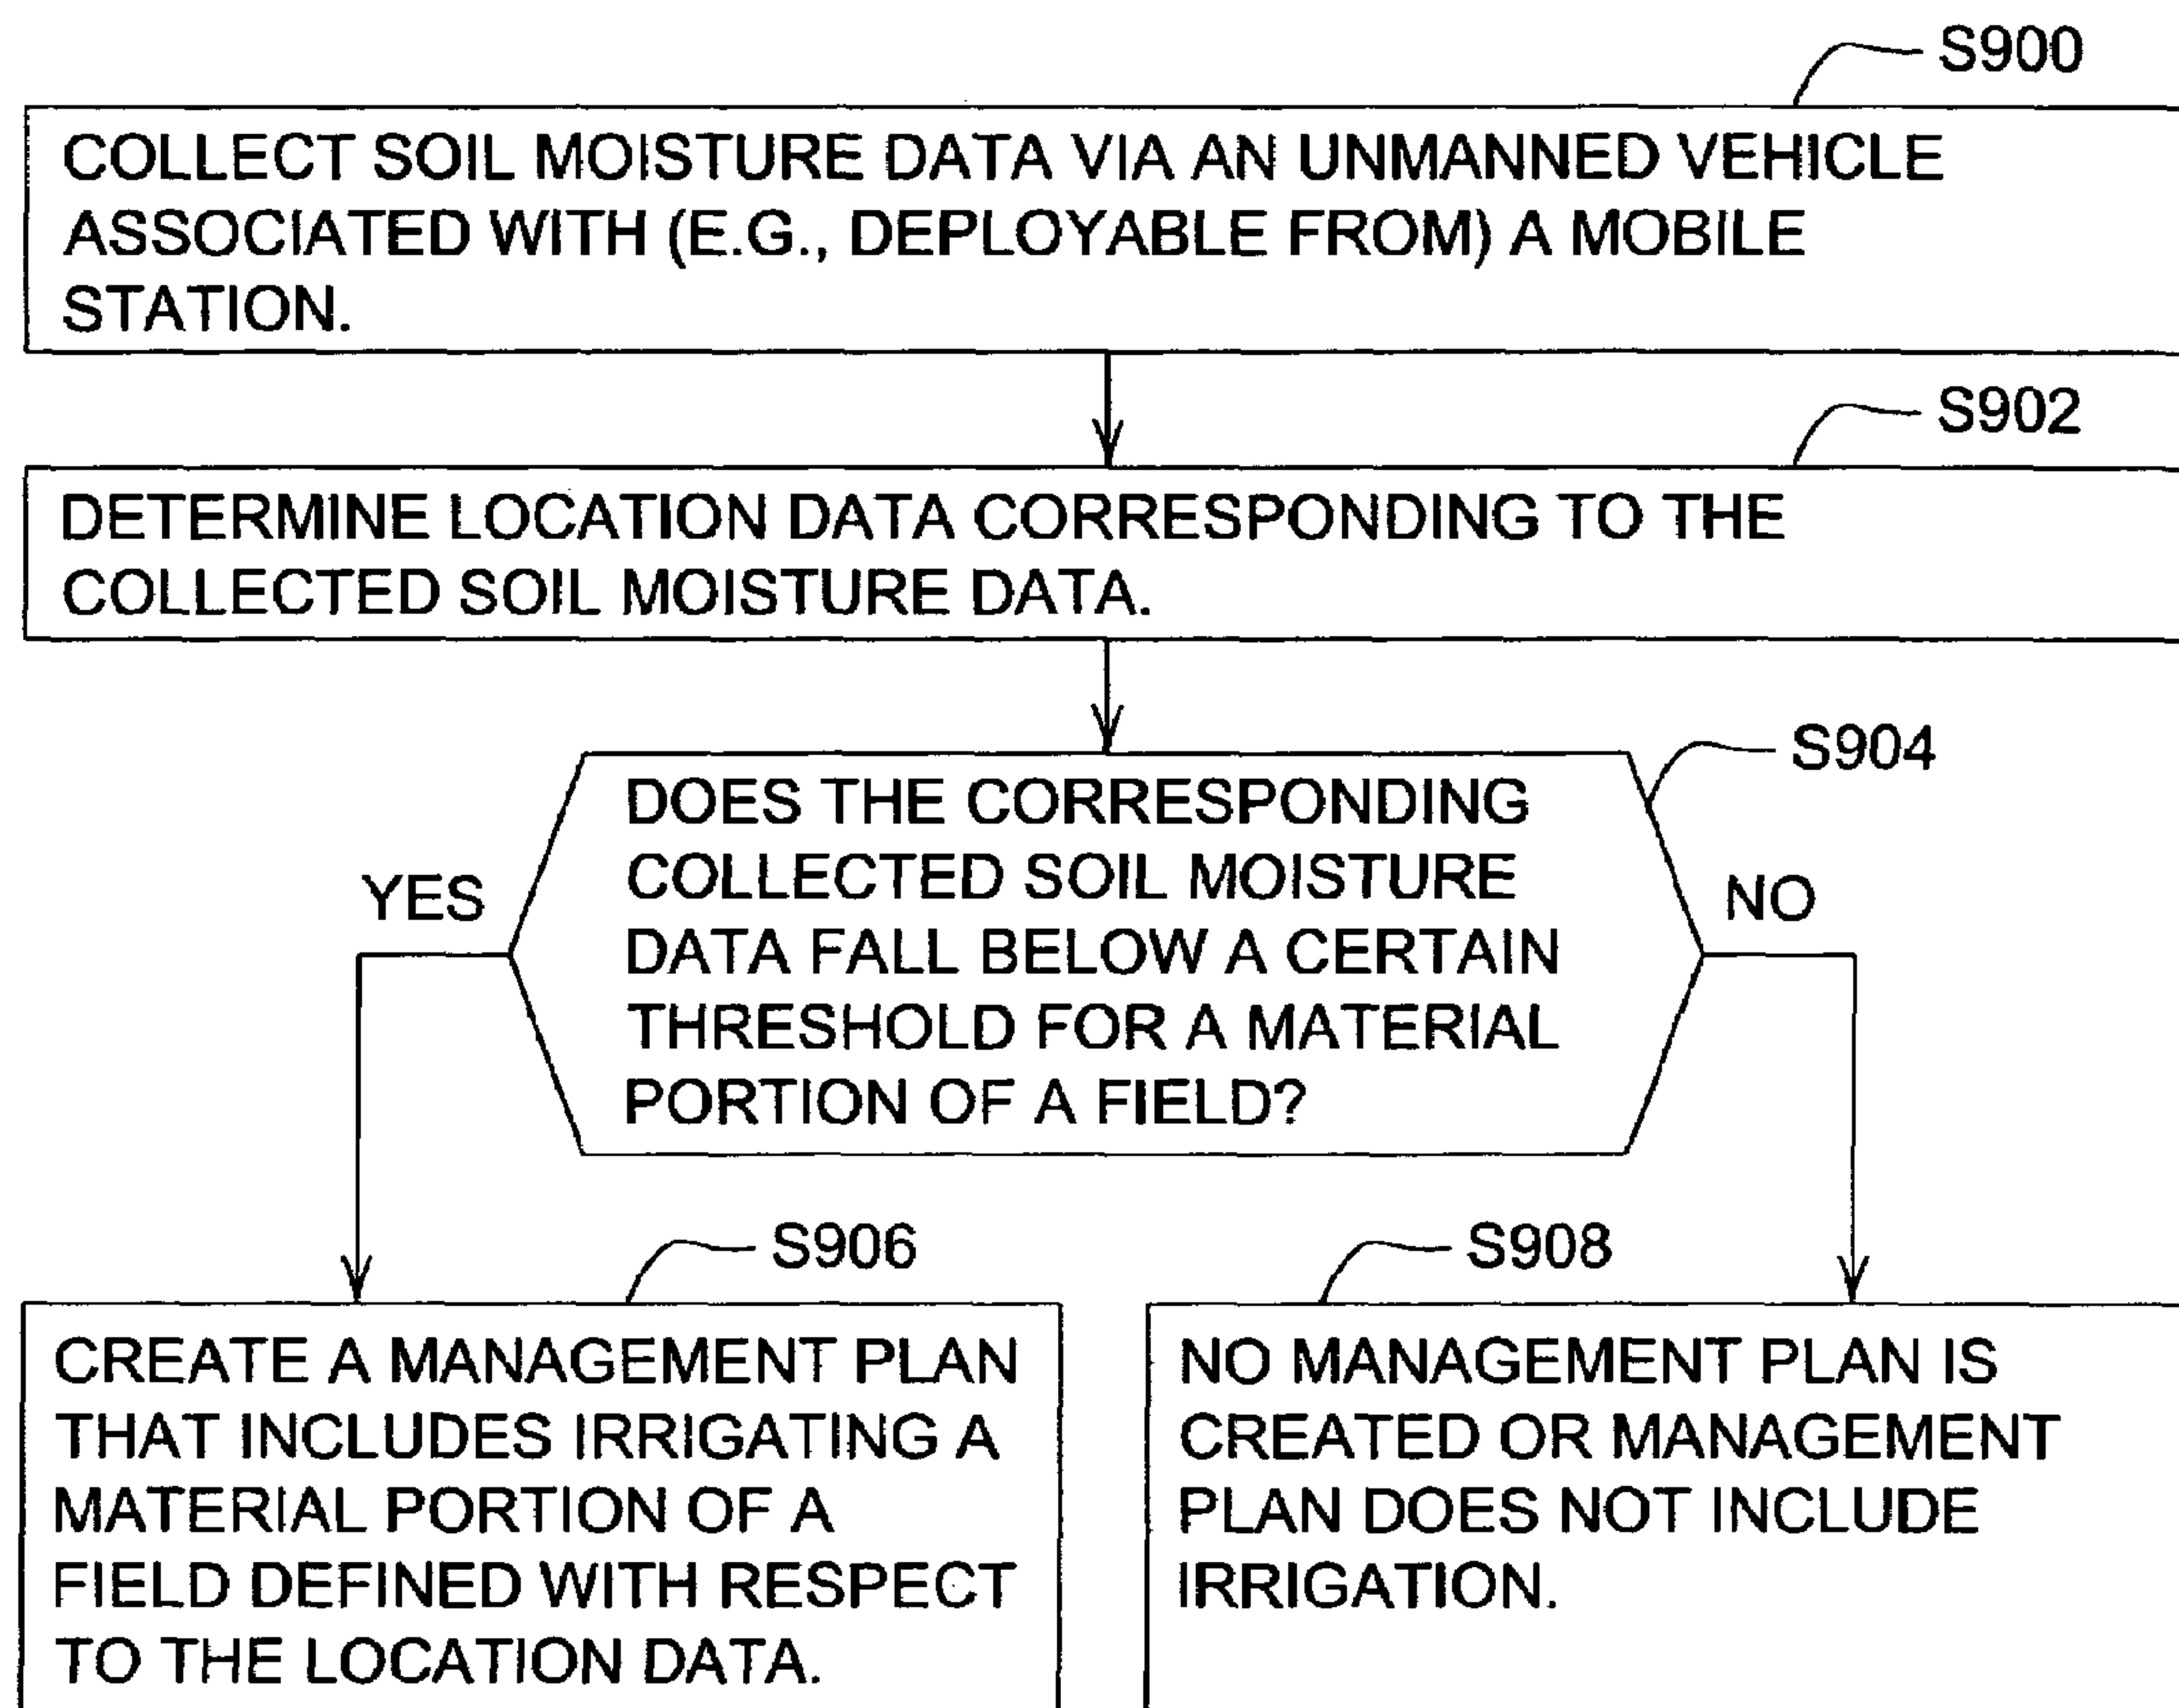 S900
COLLECT SOIL MOISTURE DATA VIA AN UNMANNED VEHICLE
ASSOCIATED WITH (E.G., DEPLOYABLE FROM) A MOBILE
STATION.
S902
DETERMINE LOCATION DATA CORRESPONDING TO THE
COLLECTED SOIL MOISTURE DATA.
S904
DOES THE CORRESPONDING
COLLECTED SOIL MOISTURE
DATA FALL BELOW A CERTAIN
THRESHOLD FOR A MATERIAL
PORTION OF A FIELD?
YES
NO
S906
CREATE A MANAGEMENT PLAN
THAT INCLUDES IRRIGATING A
MATERIAL PORTION OF A
FIELD DEFINED WITH RESPECT
TO THE LOCATION DATA.
S908
NO MANAGEMENT PLAN IS
CREATED OR MANAGEMENT
PLAN DOES NOT INCLUDE
IRRIGATION.